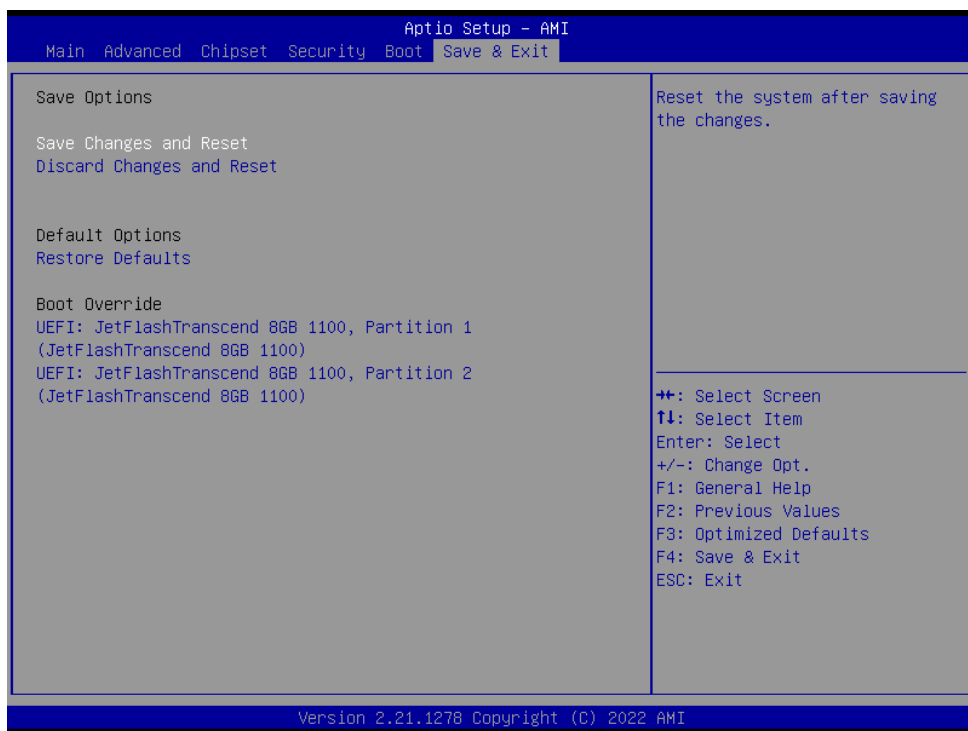 Aptio Setup – AMI
Main Advanced Chipset Security Boot Save & Exit
Save Options
Save Changes and Reset
Discard Changes and Reset
Default Options
Restore Defaults
Boot Override
UEFI: JetFlashTranscend 8GB 1100, Partition 1
(JetFlashTranscend 8GB 1100)
UEFI: JetFlashTranscend 8GB 1100, Partition 2
(JetFlashTranscend 8GB 1100)
Reset the system after saving
the changes.
→←: Select Screen
↑↓: Select Item
Enter: Select
+/-: Change Opt.
F1: General Help
F2: Previous Values
F3: Optimized Defaults
F4: Save & Exit
ESC: Exit
Version 2.21.1278 Copyright (C) 2022 AMI